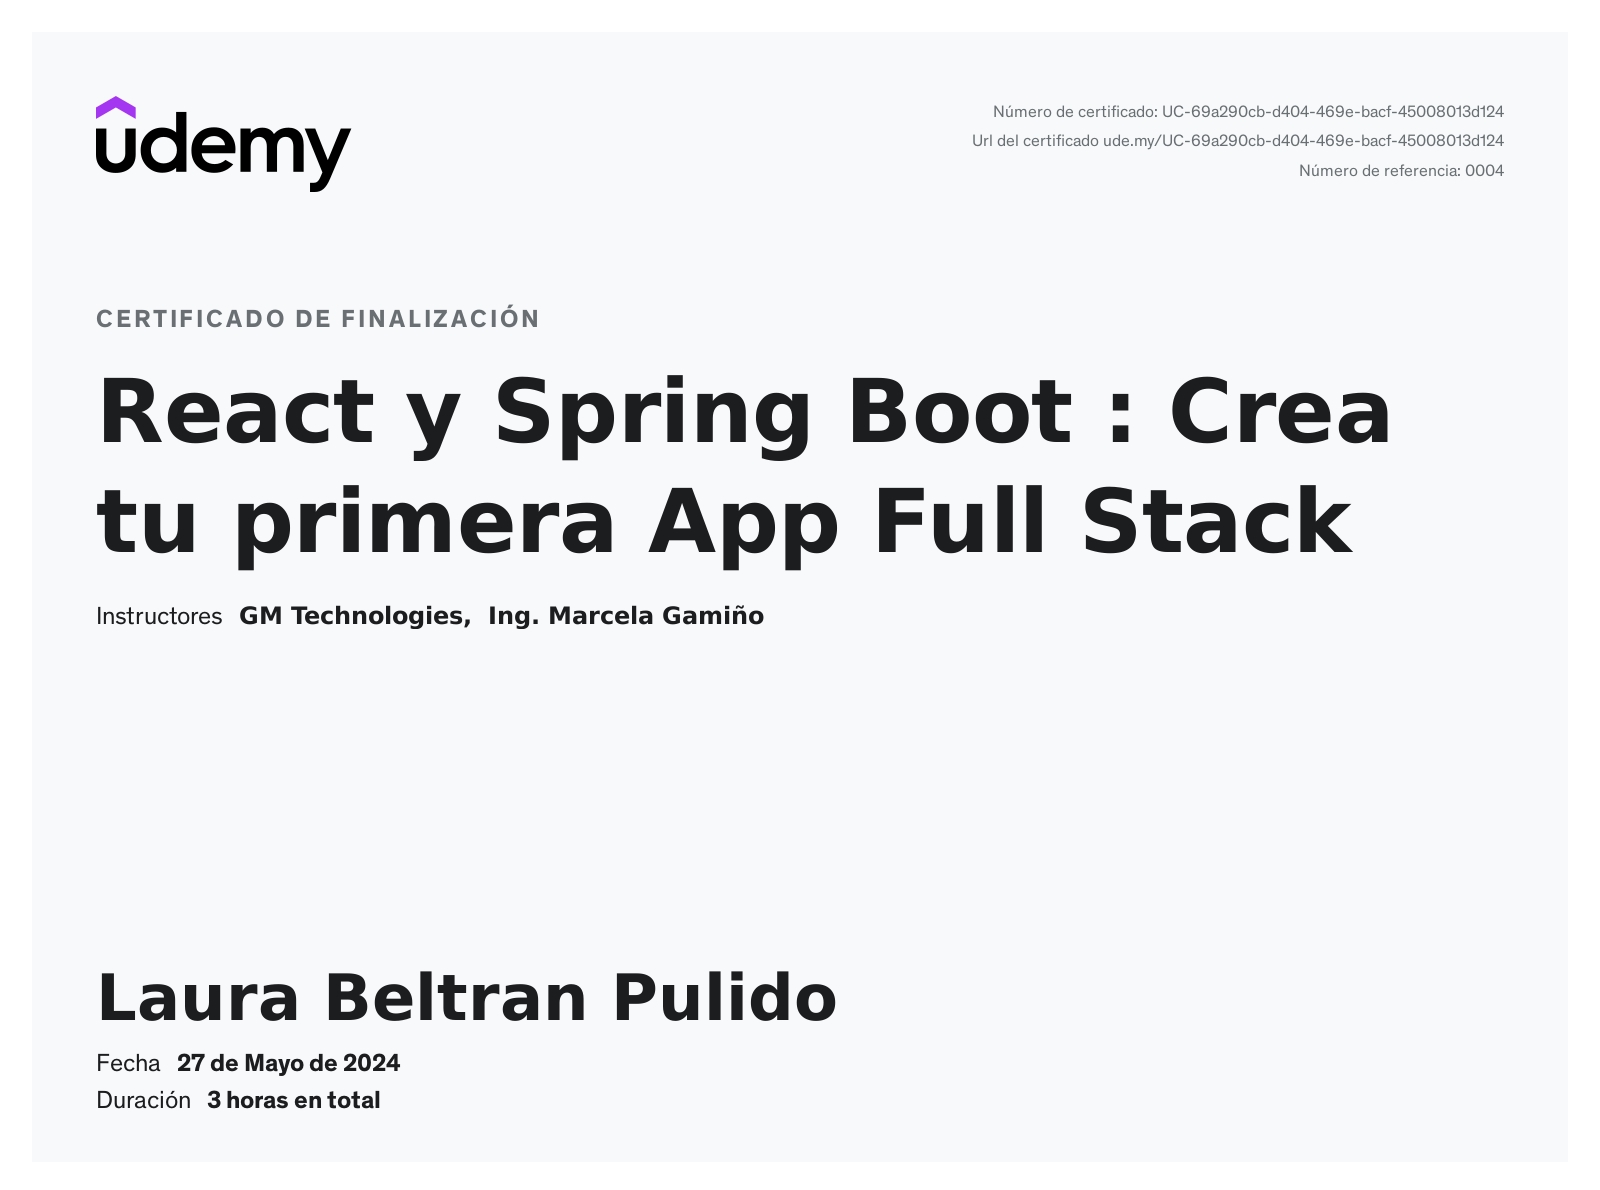 udemy
Número de certificado: UC-69a290cb-d404-469e-bacf-45008013d124
Url del certificado ude.my/UC-69a290cb-d404-469e-bacf-45008013d124
Número de referencia: 0004
CERTIFICADO DE FINALIZACIÓN
React y Spring Boot : Crea
tu primera App Full Stack
Instructores GM Technologies, Ing. Marcela Gamiño
Laura Beltran Pulido
Fecha 27 de Mayo de 2024
Duración 3 horas en total